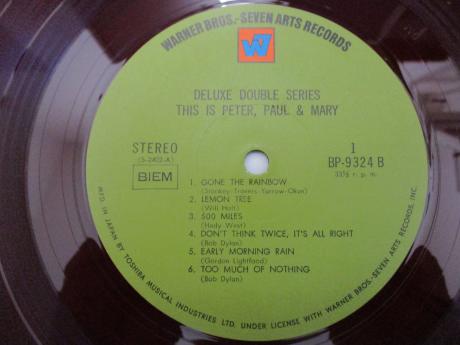 WARNER BROS.-SEVEN ARTS RECORDS
W7
DELUXE DOUBLE SERIES
THIS IS PETER, PAUL & MARY
STEREO
(S-2402-A)
BIEM
1
BP-9324 B
33⅓ r. p. m.
1. GONE THE RAINBOW
(Stookey-Travers-Yarrow-Okun)
2. LEMON TREE
(Will Holt)
3. 500 MILES
(Hedy West)
4. DON'T THINK TWICE, IT'S ALL RIGHT
(Bob Dylan)
5. EARLY MORNING RAIN
(Gordon Lightfood)
6. TOO MUCH OF NOTHING
(Bob Dylan)
MFD. IN JAPAN BY TOSHIBA MUSICAL INDUSTRIES LTD. UNDER LICENSE WITH WARNER BROS.-SEVEN ARTS RECORDS, INC.